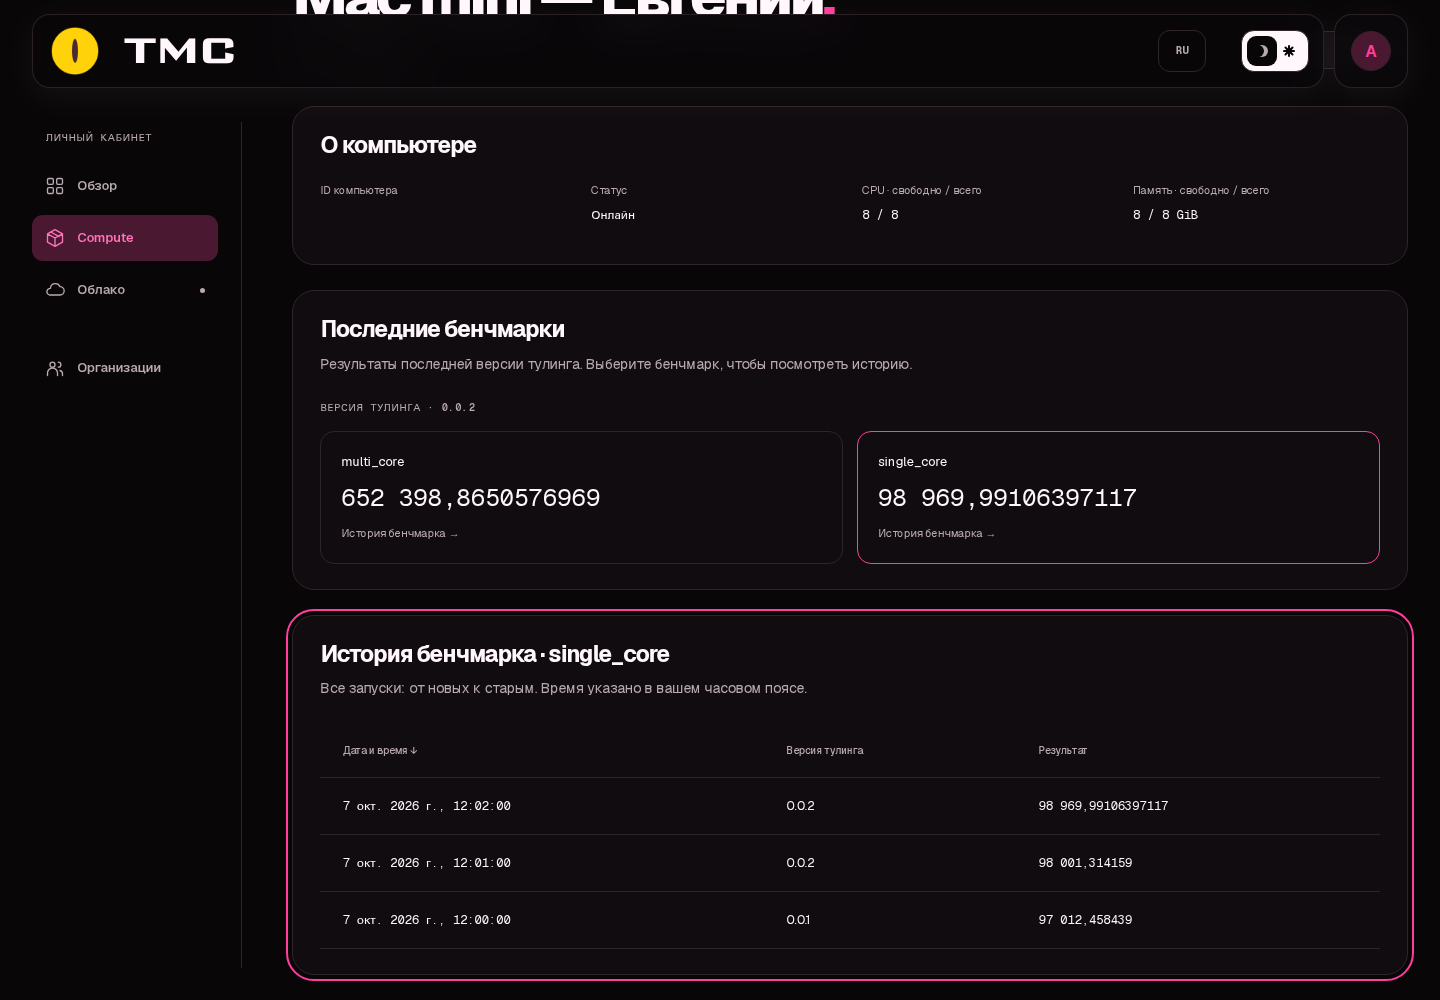 Mac mini — Евгений.
TMC
RU
A
ЛИЧНЫЙ КАБИНЕТ
Обзор
Compute
Облако
Организации
О компьютере
ID компьютера
Статус
Онлайн
CPU · свободно / всего
8 / 8
Память · свободно / всего
8 / 8 GiB
Последние бенчмарки
Результаты последней версии тулинга. Выберите бенчмарк, чтобы посмотреть историю.
ВЕРСИЯ ТУЛИНГА · 0.0.2
multi_core
652 398,8650576969
История бенчмарка →
single_core
98 969,99106397117
История бенчмарка →
История бенчмарка · single_core
Все запуски: от новых к старым. Время указано в вашем часовом поясе.
Дата и время ↓ Версия тулинга Результат
7 окт. 2026 г., 12:02:00 0.0.2 98 969,99106397117
7 окт. 2026 г., 12:01:00 0.0.2 98 001,314159
7 окт. 2026 г., 12:00:00 0.0.1 97 012,458439